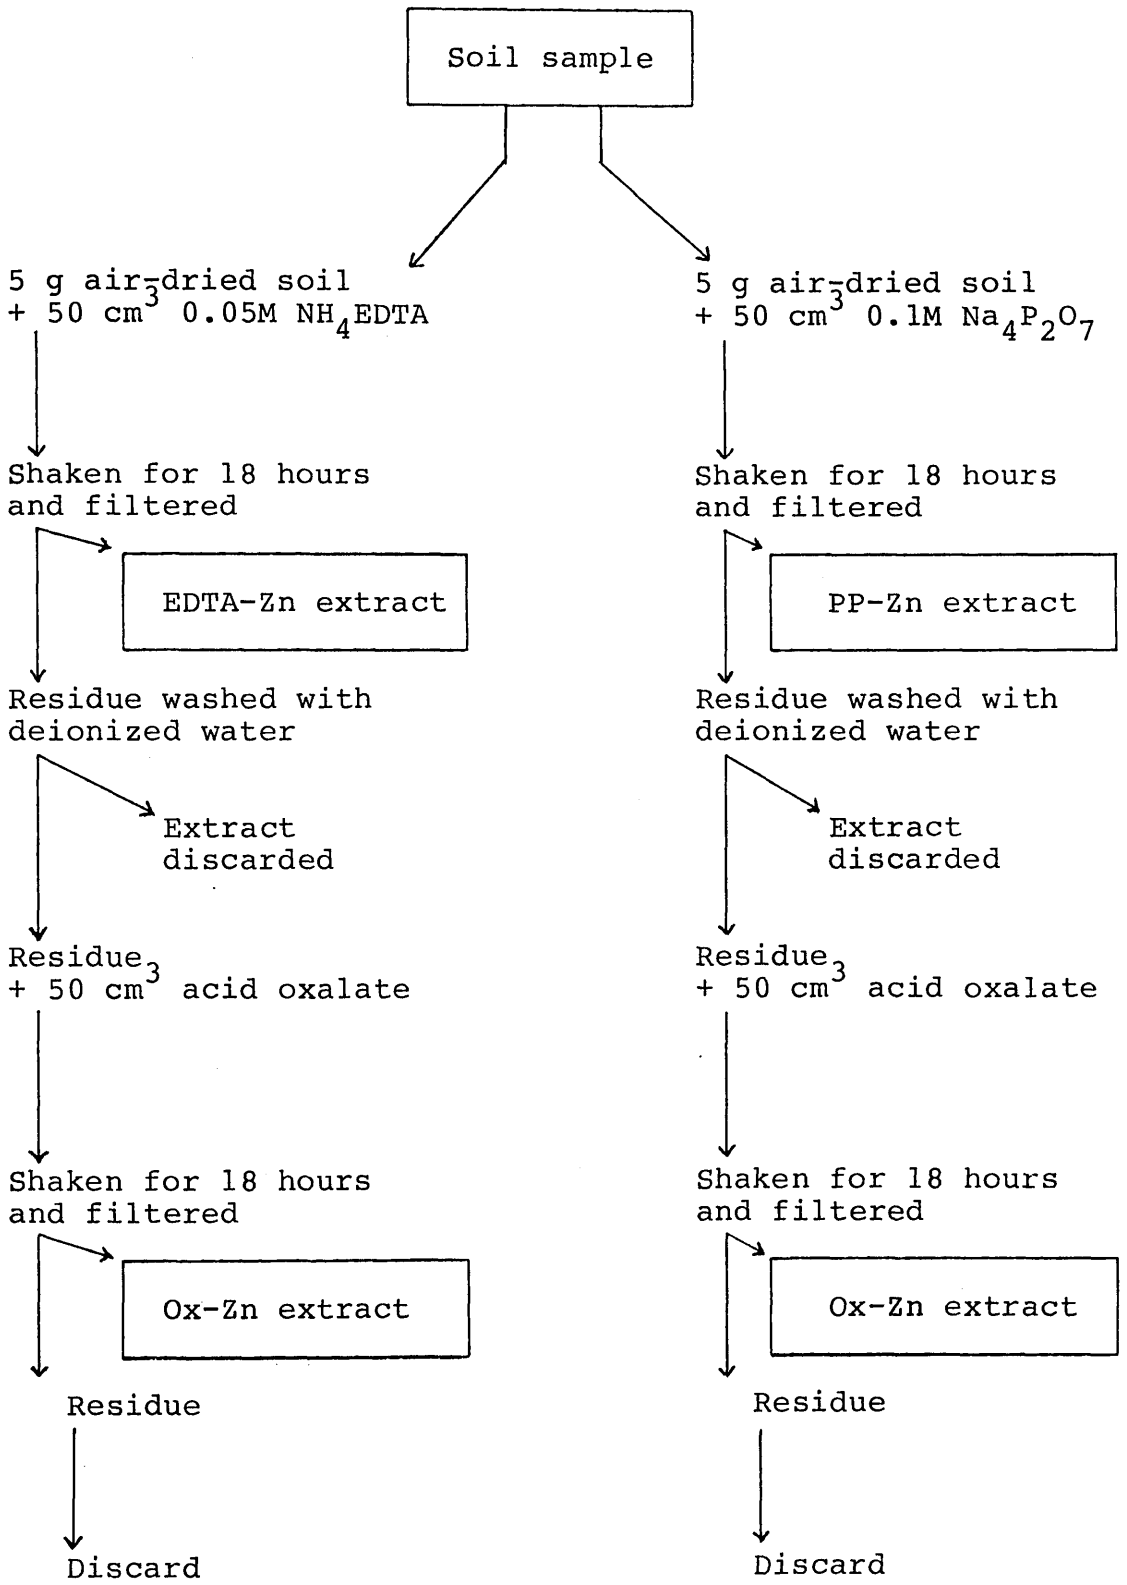 Soil sample
5 g air-dried soil
+ 50 cm³ 0.05M NH₄EDTA
Shaken for 18 hours
and filtered
EDTA-Zn extract
Residue washed with
deionized water
Extract
discarded
Residue
+ 50 cm³ acid oxalate
Shaken for 18 hours
and filtered
Ox-Zn extract
Residue
Discard
5 g air-dried soil
+ 50 cm³ 0.1M Na₄P₂O₇
Shaken for 18 hours
and filtered
PP-Zn extract
Residue washed with
deionized water
Extract
discarded
Residue
+ 50 cm³ acid oxalate
Shaken for 18 hours
and filtered
Ox-Zn extract
Residue
Discard